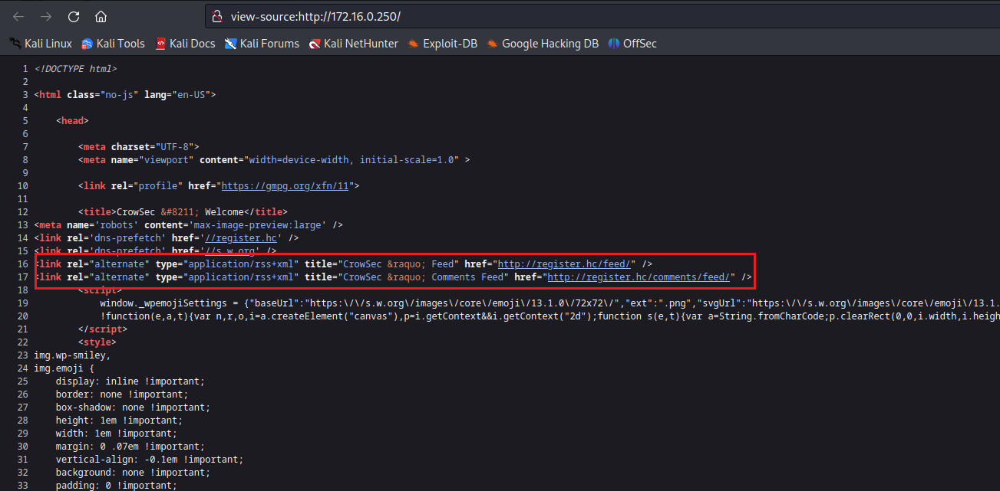 view-source:http://172.16.0.250/
Kali Linux Kali Tools Kali Docs Kali Forums Kali NetHunter Exploit-DB Google Hacking DB OffSec
1 <!DOCTYPE html>
2
3 <html class="no-js" lang="en-US">
4
5 <head>
6
7 <meta charset="UTF-8">
8 <meta name="viewport" content="width=device-width, initial-scale=1.0" >
9
10 <link rel="profile" href="https://gmpg.org/xfn/11">
11
12 <title>CrowSec &#8211; Welcome</title>
13 <meta name='robots' content='max-image-preview:large' />
14 <link rel='dns-prefetch' href='//register.hc' />
15 <link rel='dns-prefetch' href='//s.w.org' />
16 <link rel="alternate" type="application/rss+xml" title="CrowSec &raquo; Feed" href="http://register.hc/feed/" />
17 <link rel="alternate" type="application/rss+xml" title="CrowSec &raquo; Comments Feed" href="http://register.hc/comments/feed/" />
18 <script>
19 window._wpemojiSettings = {"baseUrl":"https:\/\/s.w.org\/images\/core\/emoji\/13.1.0\/72x72\/","ext":".png","svgUrl":"https:\/\/s.w.org\/images\/core\/emoji\/13.1.
20 !function(e,a,t){var n,r,o,i=a.createElement("canvas"),p=i.getContext&&i.getContext("2d");function s(e,t){var a=String.fromCharCode;p.clearRect(0,0,i.width,i.heigh
21 </script>
22 <style>
23 img.wp-smiley,
24 img.emoji {
25 display: inline !important;
26 border: none !important;
27 box-shadow: none !important;
28 height: 1em !important;
29 width: 1em !important;
30 margin: 0 .07em !important;
31 vertical-align: -0.1em !important;
32 background: none !important;
33 padding: 0 !important;